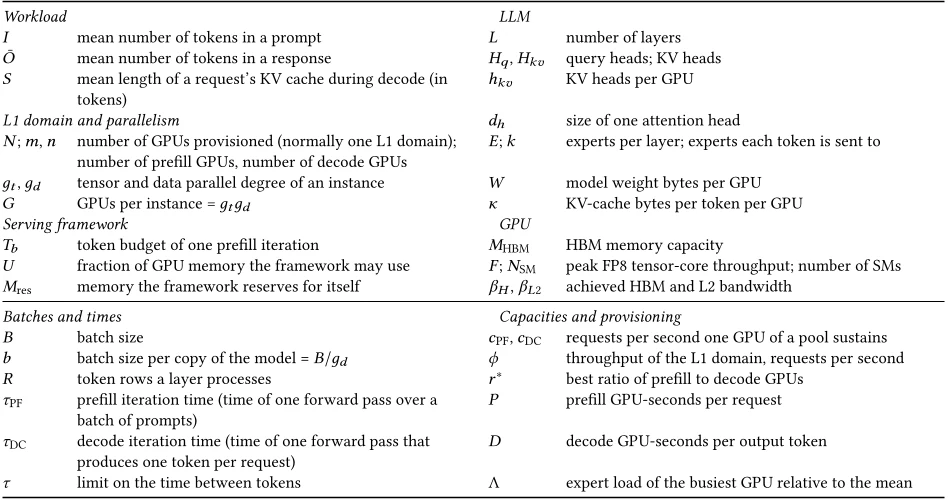 Workload LLM
I mean number of tokens in a prompt L number of layers
Ō mean number of tokens in a response H_q, H_kv query heads; KV heads
S mean length of a request's KV cache during decode (in h_kv KV heads per GPU
tokens)
L1 domain and parallelism d_h size of one attention head
N; m, n number of GPUs provisioned (normally one L1 domain); E; k experts per layer; experts each token is sent to
number of prefill GPUs, number of decode GPUs
g_t, g_d tensor and data parallel degree of an instance W model weight bytes per GPU
G GPUs per instance = g_t g_d κ KV-cache bytes per token per GPU
Serving framework GPU
T_b token budget of one prefill iteration M_HBM HBM memory capacity
U fraction of GPU memory the framework may use F; N_SM peak FP8 tensor-core throughput; number of SMs
M_res memory the framework reserves for itself β_H, β_L2 achieved HBM and L2 bandwidth
Batches and times Capacities and provisioning
B batch size c_PF, c_DC requests per second one GPU of a pool sustains
b batch size per copy of the model = B/g_d ϕ throughput of the L1 domain, requests per second
R token rows a layer processes r* best ratio of prefill to decode GPUs
τ_PF prefill iteration time (time of one forward pass over a P prefill GPU-seconds per request
batch of prompts)
τ_DC decode iteration time (time of one forward pass that D decode GPU-seconds per output token
produces one token per request)
τ limit on the time between tokens Λ expert load of the busiest GPU relative to the mean